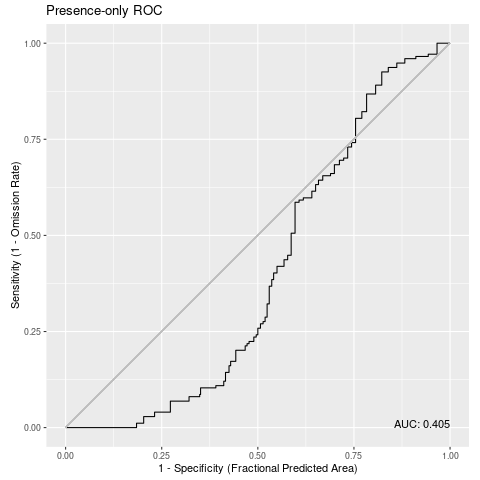 Presence-only ROC
Sensitivity (1 - Omission Rate)
1.00
0.75
0.50
0.25
0.00
AUC: 0.405
0.00 0.25 0.50 0.75 1.00
1 - Specificity (Fractional Predicted Area)